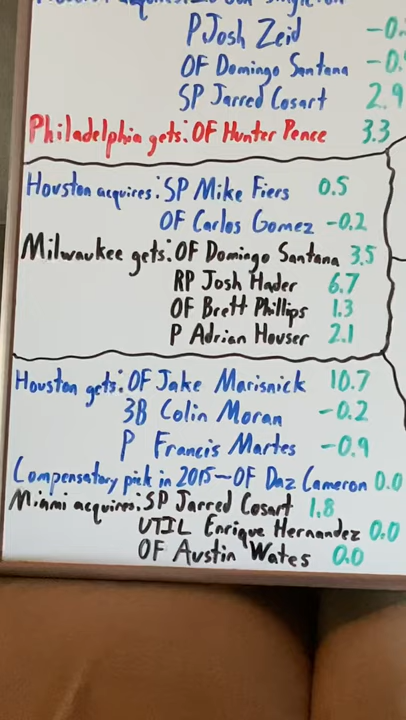 P Josh Zeid -0.
OF Domingo Santana -0.
SP Jarred Cosart 2.9
Philadelphia gets: OF Hunter Pence 3.3
Houston acquires: SP Mike Fiers 0.5
OF Carlos Gomez -0.2
Milwaukee gets: OF Domingo Santana 3.5
RP Josh Hader 6.7
OF Brett Phillips 1.3
P Adrian Houser 2.1
Houston gets: OF Jake Marisnick 10.7
3B Colin Moran -0.2
P Francis Martes -0.9
Compensatory pick in 2015-OF Daz Cameron 0.0
Miami acquires: SP Jarred Cosart 1.8
UTIL Enrique Hernandez 0.0
OF Austin Wates 0.0